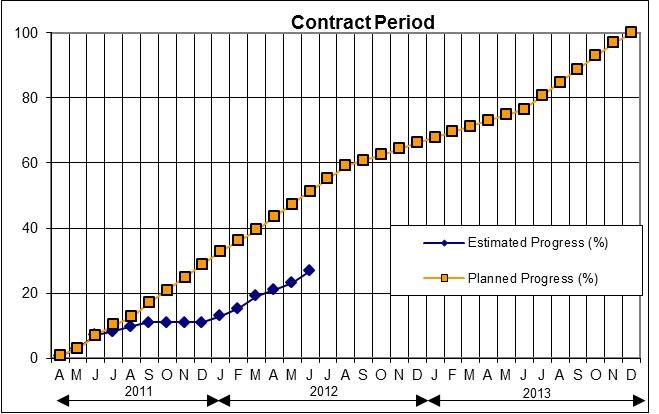 Contract Period
100
80
60
40
20
0
Estimated Progress (%)
Planned Progress (%)
A M J J A S O N D J F M A M J J A S O N D J F M A M J J A S O N D
2011 2012 2013